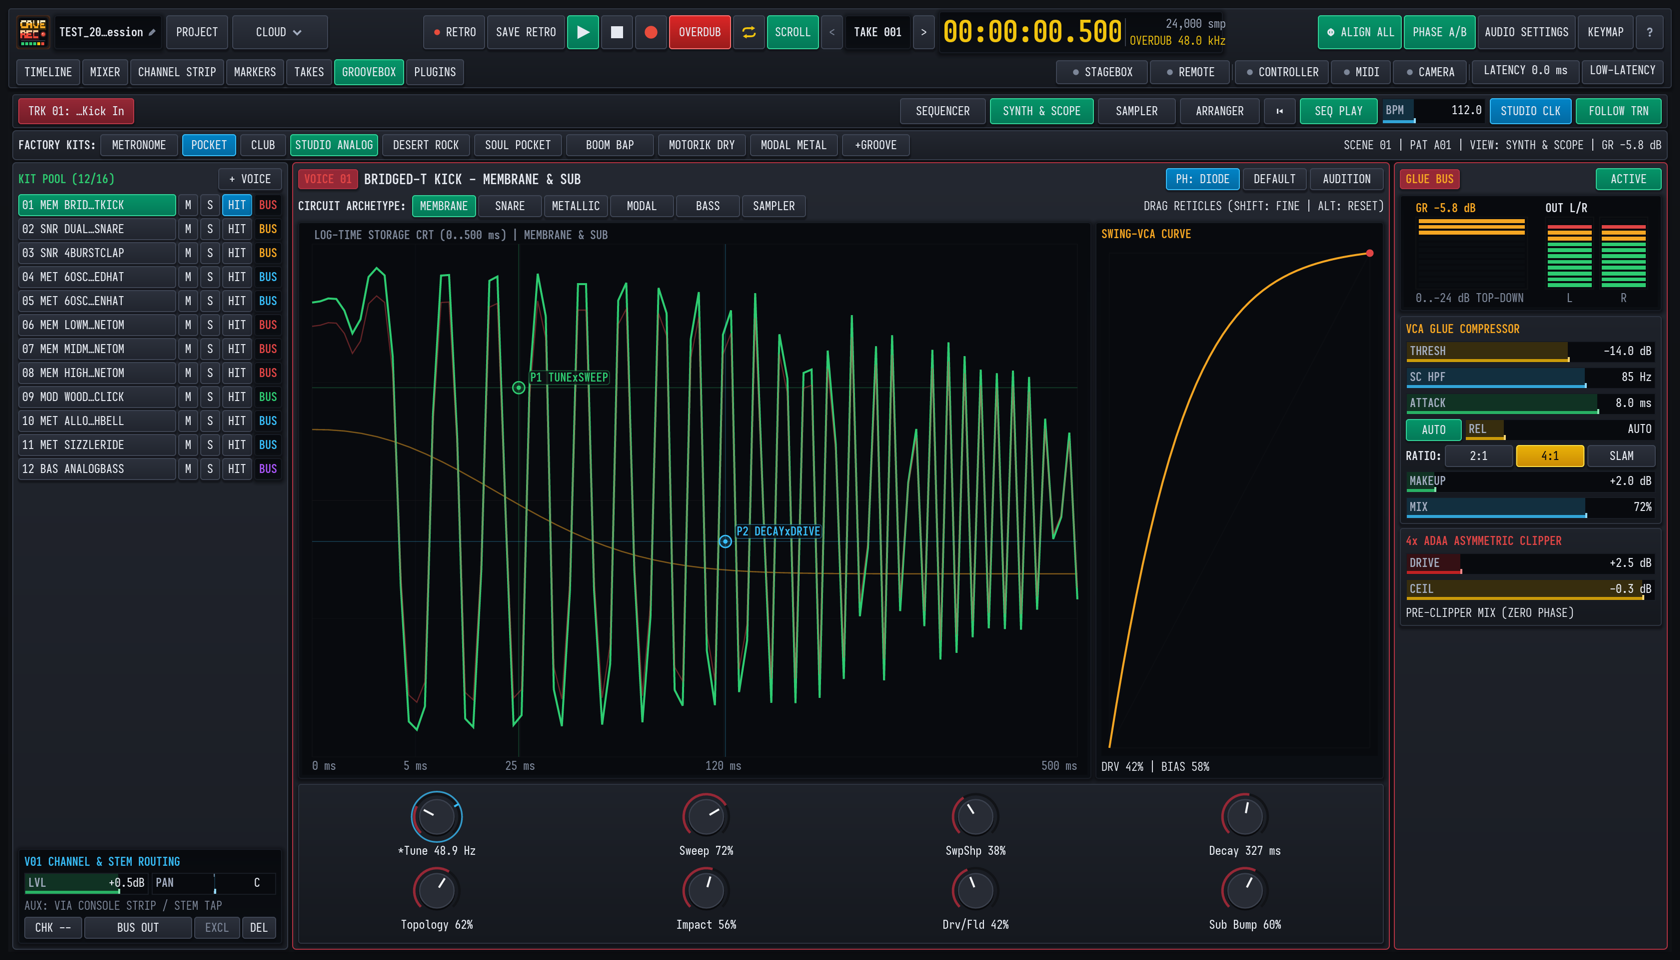 CAVE REC TEST_20…ession PROJECT CLOUD RETRO SAVE RETRO OVERDUB SCROLL < TAKE 001 > 00:00:00.500 24,000 smp OVERDUB 48.0 kHz ALIGN ALL PHASE A/B AUDIO SETTINGS KEYMAP ?
TIMELINE MIXER CHANNEL STRIP MARKERS TAKES GROOVEBOX PLUGINS STAGEBOX REMOTE CONTROLLER MIDI CAMERA LATENCY 0.0 ms LOW-LATENCY
TRK 01: …Kick In SEQUENCER SYNTH & SCOPE SAMPLER ARRANGER SEQ PLAY BPM 112.0 STUDIO CLK FOLLOW TRN
FACTORY KITS: METRONOME POCKET CLUB STUDIO ANALOG DESERT ROCK SOUL POCKET BOOM BAP MOTORIK DRY MODAL METAL +GROOVE SCENE 01 | PAT A01 | VIEW: SYNTH & SCOPE | GR -5.8 dB
KIT POOL (12/16) + VOICE
01 MEM BRID…TKICK M S HIT BUS
02 SNR DUAL…SNARE M S HIT BUS
03 SNR 4BURSTCLAP M S HIT BUS
04 MET 6OSC…EDHAT M S HIT BUS
05 MET 6OSC…ENHAT M S HIT BUS
06 MEM LOWM…NETOM M S HIT BUS
07 MEM MIDM…NETOM M S HIT BUS
08 MEM HIGH…NETOM M S HIT BUS
09 MOD WOOD…CLICK M S HIT BUS
10 MET ALLO…HBELL M S HIT BUS
11 MET SIZZLERIDE M S HIT BUS
12 BAS ANALOGBASS M S HIT BUS
V01 CHANNEL & STEM ROUTING
LVL +0.5dB PAN C
AUX: VIA CONSOLE STRIP / STEM TAP
CHK -- BUS OUT EXCL DEL
VOICE 01 BRIDGED-T KICK - MEMBRANE & SUB PH: DIODE DEFAULT AUDITION
CIRCUIT ARCHETYPE: MEMBRANE SNARE METALLIC MODAL BASS SAMPLER DRAG RETICLES (SHIFT: FINE | ALT: RESET)
LOG-TIME STORAGE CRT (0..500 ms) | MEMBRANE & SUB
P1 TUNExSWEEP
P2 DECAYxDRIVE
0 ms 5 ms 25 ms 120 ms 500 ms
SWING-VCA CURVE
DRV 42% | BIAS 58%
*Tune 48.9 Hz Sweep 72% SwpShp 38% Decay 327 ms
Topology 62% Impact 56% Drv/Fld 42% Sub Bump 60%
GLUE BUS ACTIVE
GR -5.8 dB OUT L/R
0..-24 dB TOP-DOWN L R
VCA GLUE COMPRESSOR
THRESH -14.0 dB
SC HPF 85 Hz
ATTACK 8.0 ms
AUTO REL AUTO
RATIO: 2:1 4:1 SLAM
MAKEUP +2.0 dB
MIX 72%
4x ADAA ASYMMETRIC CLIPPER
DRIVE +2.5 dB
CEIL -0.3 dB
PRE-CLIPPER MIX (ZERO PHASE)